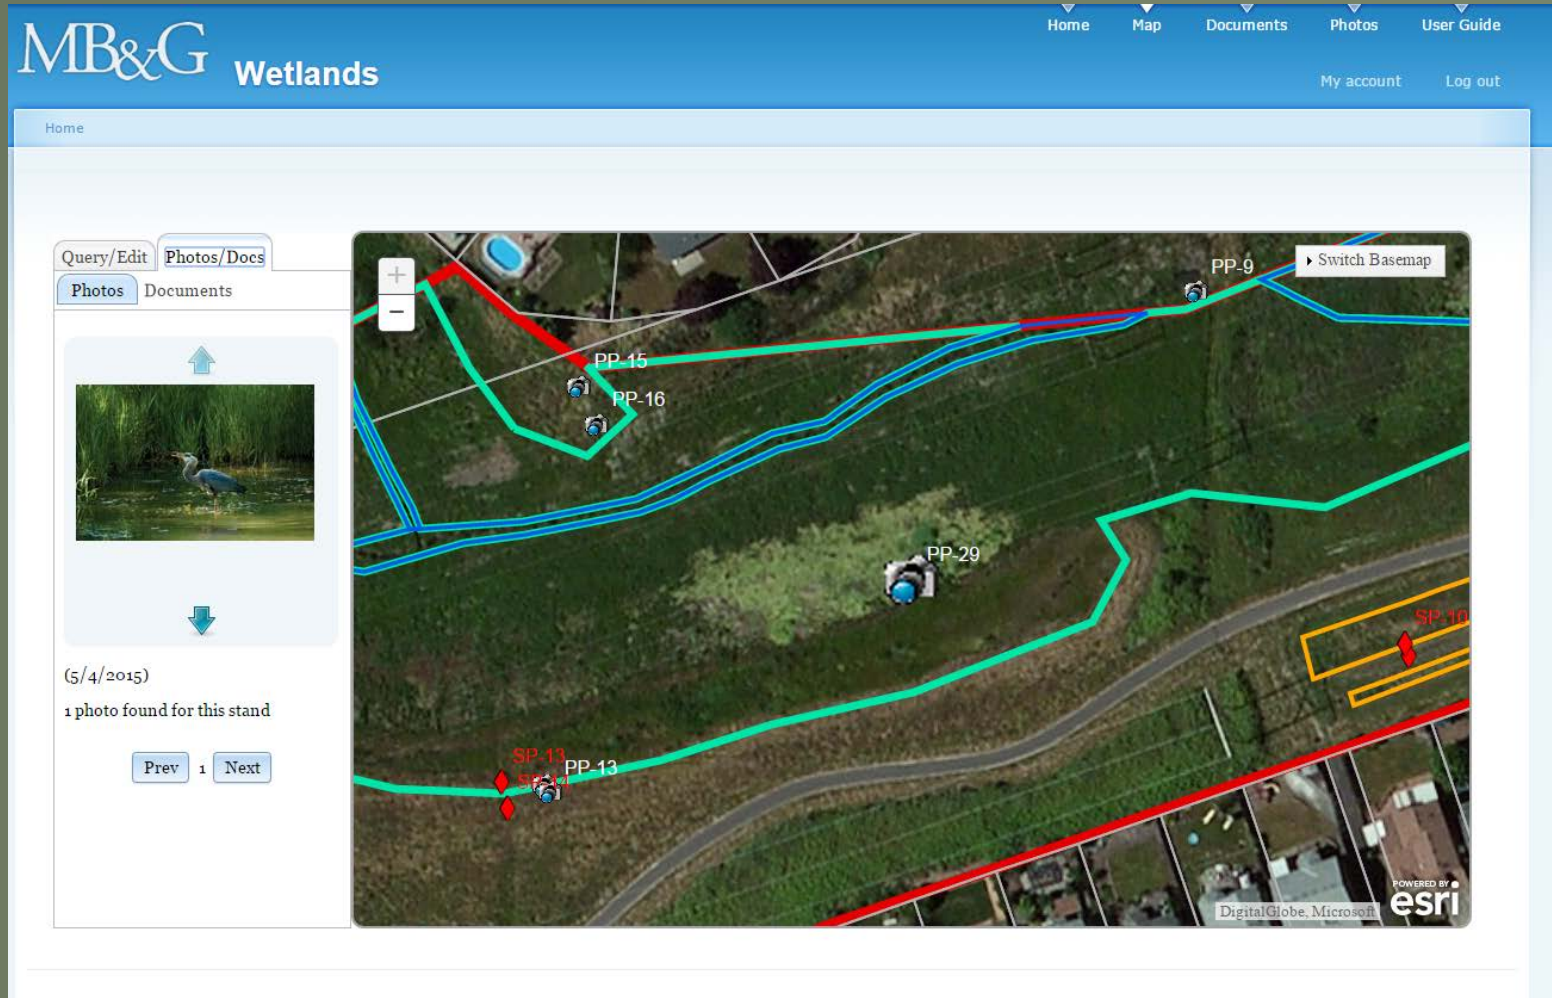 Home Map Documents Photos User Guide
MB&G Wetlands
My account Log out
Home
Query/Edit Photos/Docs
Photos Documents
(5/4/2015)
1 photo found for this stand
Prev 1 Next
+
−
Switch Basemap
PP-9
PP-15
PP-16
PP-29
SP-10
SP-13
PP-13
POWERED BY
esri
DigitalGlobe, Microsoft